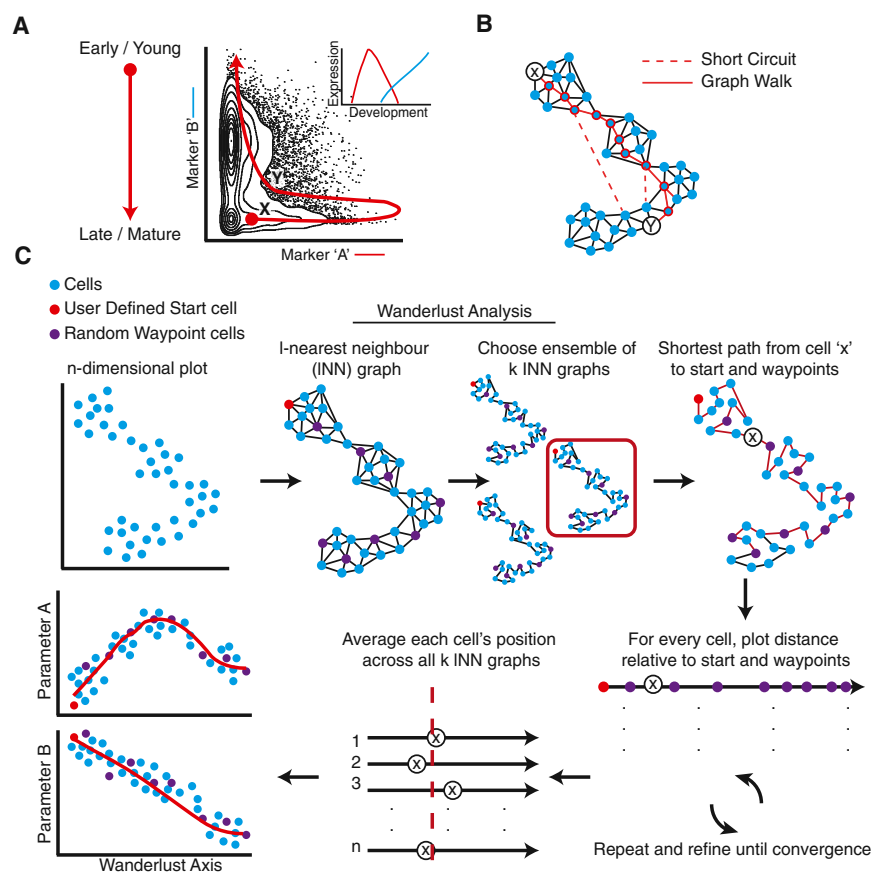 A
Early / Young
Late / Mature
Marker 'B'
Expression
Development
Y
X
Marker 'A'
B
Short Circuit
Graph Walk
X
Y
C
Cells
User Defined Start cell
Random Waypoint cells
Wanderlust Analysis
n-dimensional plot
l-nearest neighbour
(lNN) graph
Choose ensemble of
k lNN graphs
Shortest path from cell 'x'
to start and waypoints
X
For every cell, plot distance
relative to start and waypoints
X
Repeat and refine until convergence
Average each cell's position
across all k lNN graphs
1
X
2
X
3
X
n
X
Parameter A
Parameter B
Wanderlust Axis